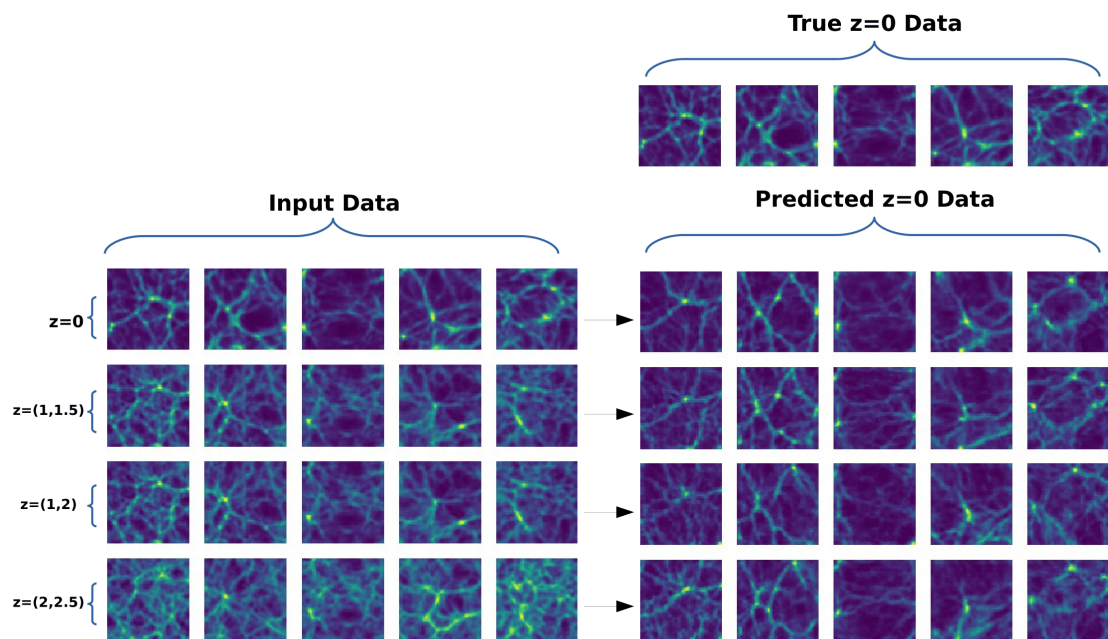 True z=0 Data
Input Data
Predicted z=0 Data
z=0
z=(1,1.5)
z=(1,2)
z=(2,2.5)